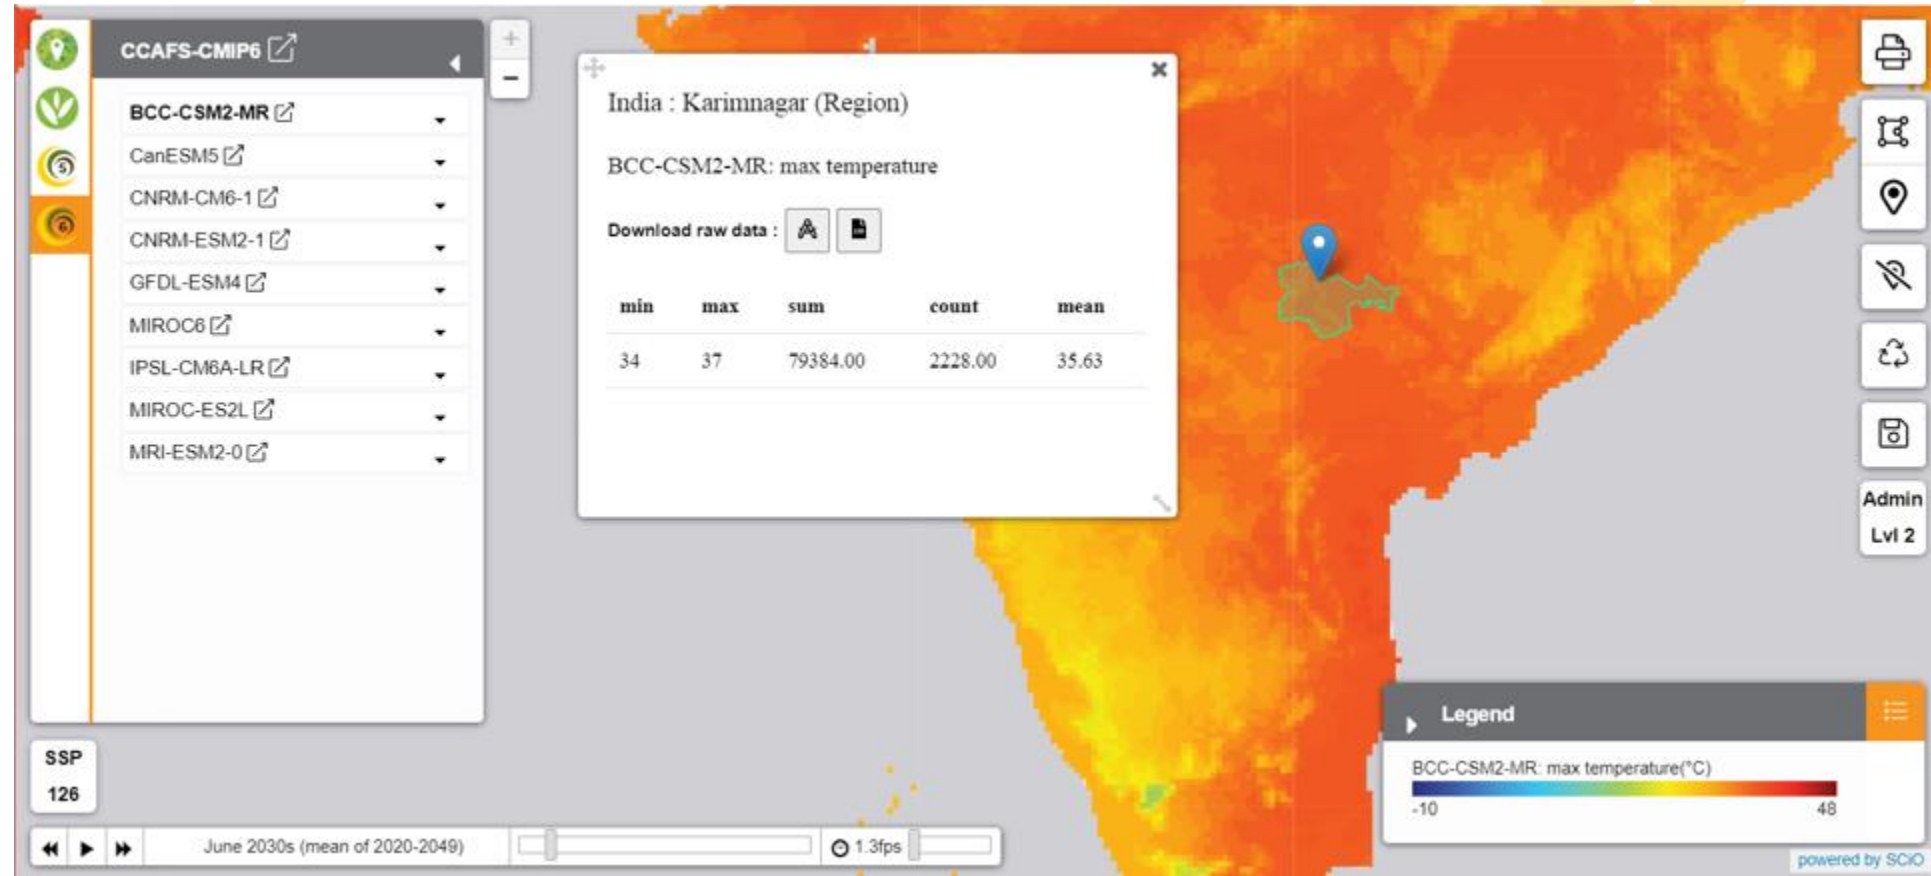 CCAFS-CMIP6
BCC-CSM2-MR
CanESM5
CNRM-CM6-1
CNRM-ESM2-1
GFDL-ESM4
MIROC6
IPSL-CM6A-LR
MIROC-ES2L
MRI-ESM2-0
+
−
India : Karimnagar (Region)
BCC-CSM2-MR: max temperature
Download raw data :
min max sum count mean
34 37 79384.00 2228.00 35.63
Admin
Lvl 2
Legend
BCC-CSM2-MR: max temperature(°C)
-10 48
SSP
126
June 2030s (mean of 2020-2049)
1.3fps
powered by SCiO